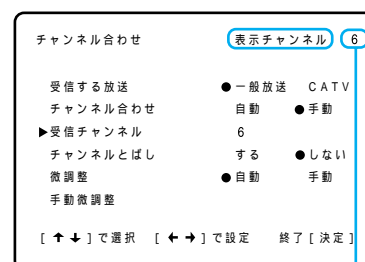 チャンネル合わせ 表示チャンネル 6
受信する放送 ●一般放送 CATV
チャンネル合わせ 自動 ●手動
▶受信チャンネル 6
チャンネルとばし する ●しない
微調整 ●自動 手動
手動微調整
[↑↓]で選択 [←→]で設定 終了[決定]